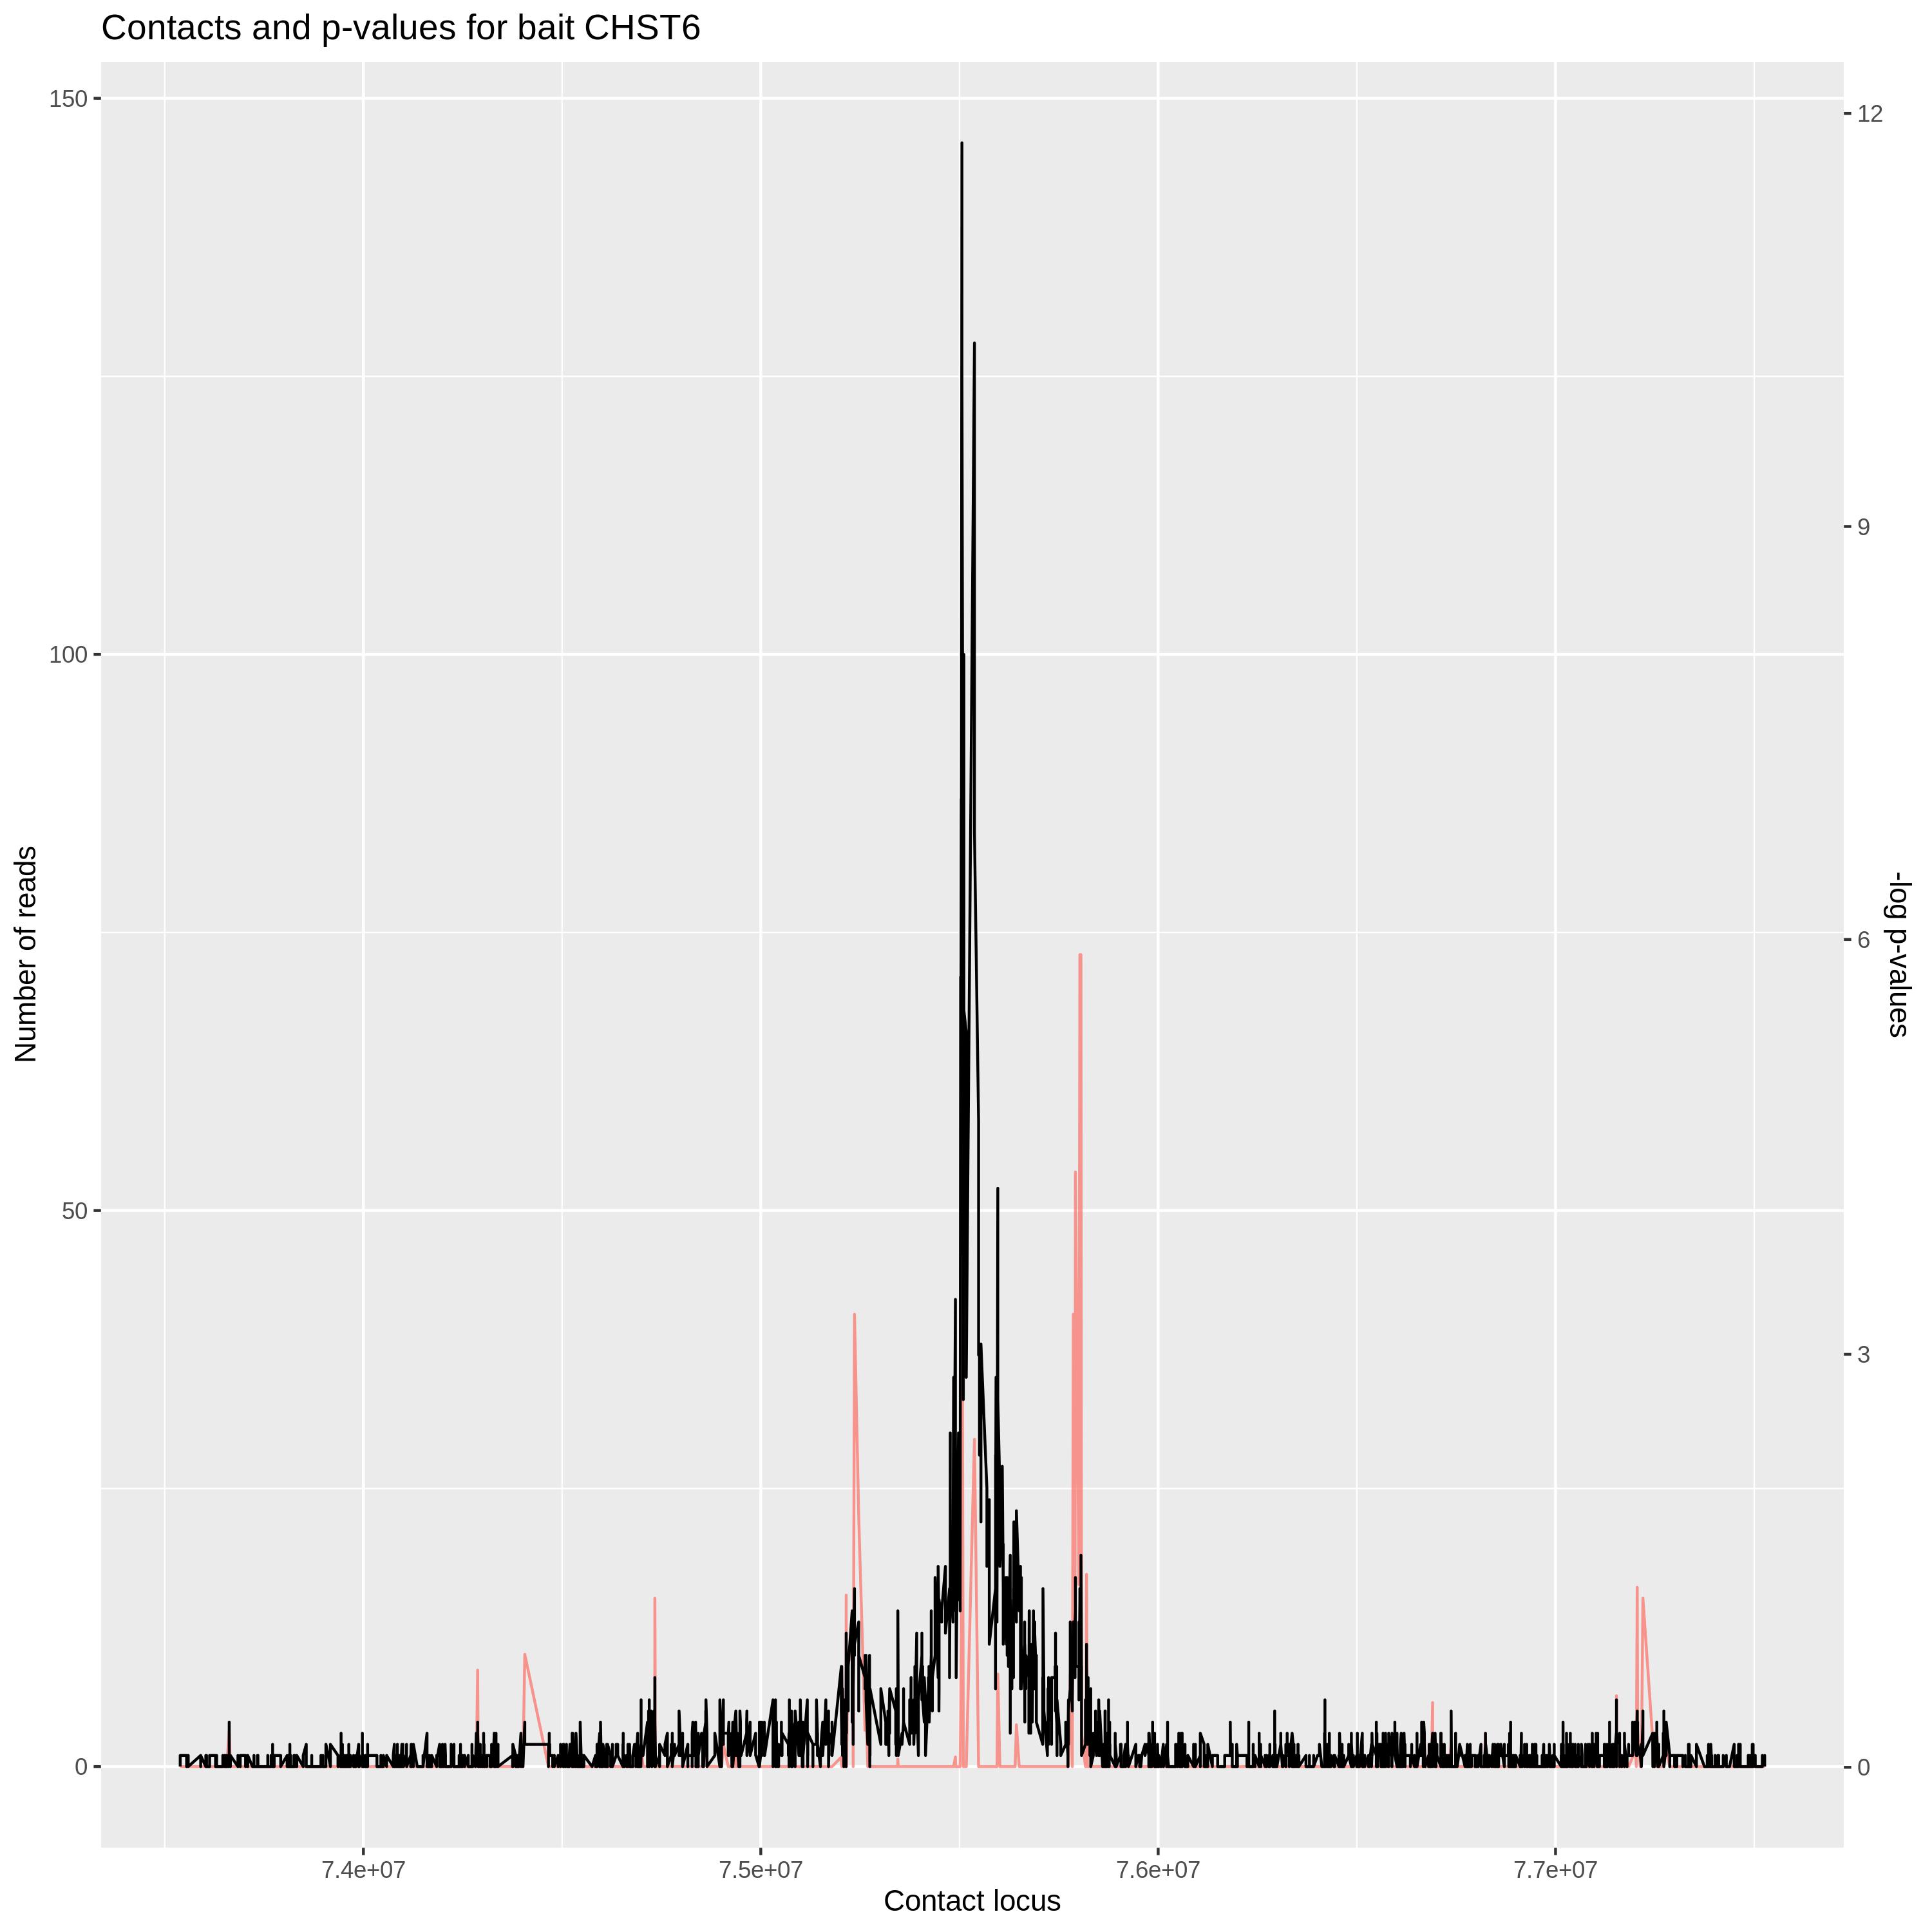 Contacts and p-values for bait CHST6
150
100
50
0
12
9
6
3
0
Number of reads
-log p-values
7.4e+07 7.5e+07 7.6e+07 7.7e+07
Contact locus